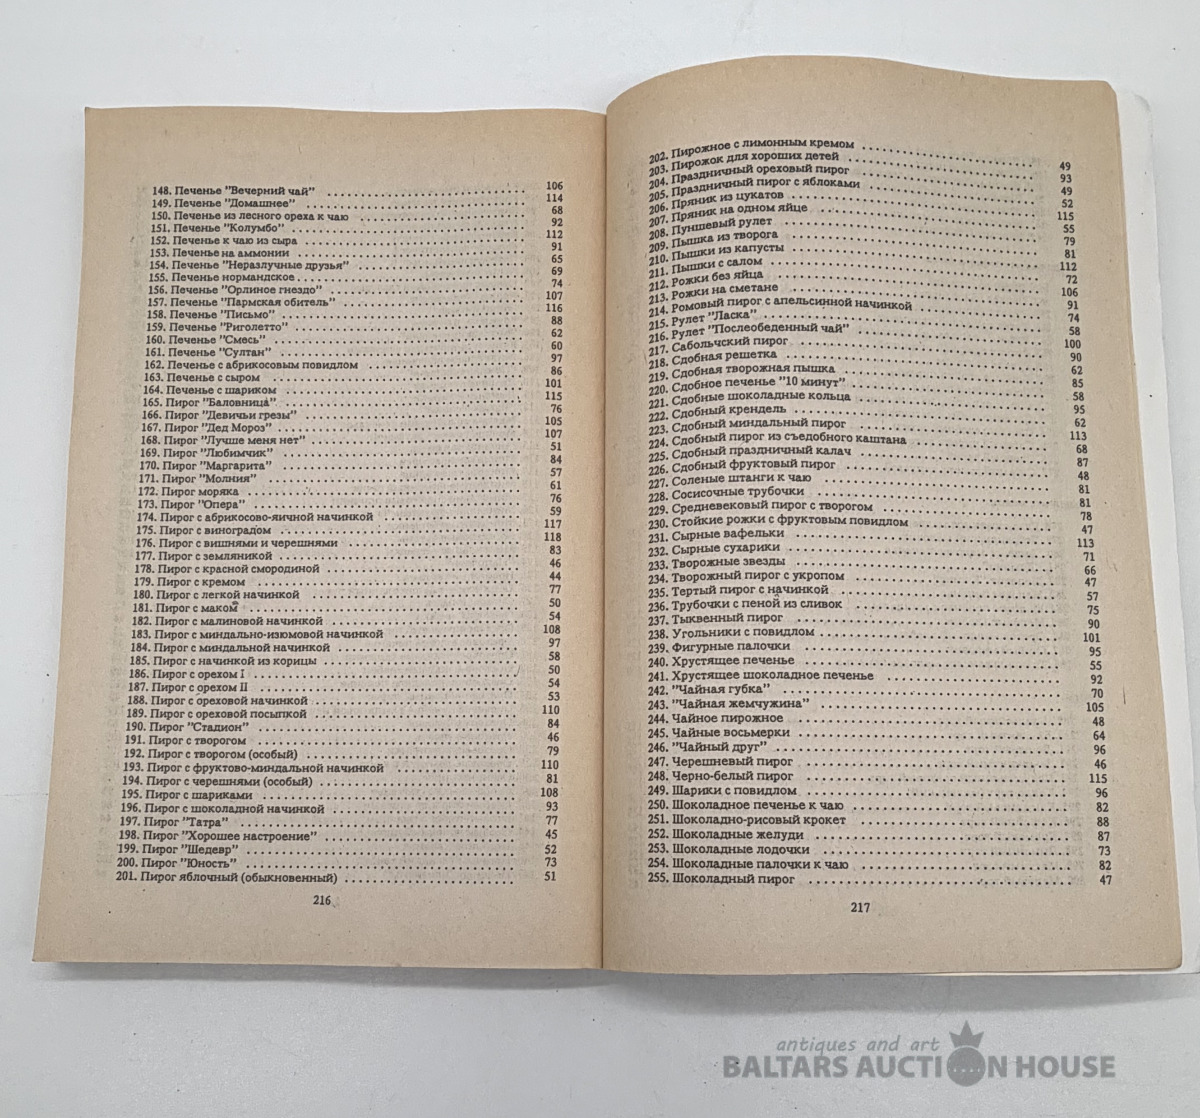 148. Печенье "Вечерний чай" ........ 106
149. Печенье "Домашнее" ........ 114
150. Печенье из лесного ореха к чаю ........ 68
151. Печенье "Колумбо" ........ 92
152. Печенье к чаю из сыра ........ 112
153. Печенье на аммонии ........ 91
154. Печенье "Неразлучные друзья" ........ 65
155. Печенье нормандское ........ 69
156. Печенье "Орлиное гнездо" ........ 74
157. Печенье "Пармская обитель" ........ 107
158. Печенье "Письмо" ........ 116
159. Печенье "Риголетто" ........ 88
160. Печенье "Смесь" ........ 62
161. Печенье "Султан" ........ 60
162. Печенье с абрикосовым повидлом ........ 97
163. Печенье с сыром ........ 86
164. Печенье с шариком ........ 101
165. Пирог "Баловница" ........ 115
166. Пирог "Девичьи грезы" ........ 76
167. Пирог "Дед Мороз" ........ 105
168. Пирог "Лучше меня нет" ........ 107
169. Пирог "Любимчик" ........ 51
170. Пирог "Маргарита" ........ 84
171. Пирог "Молния" ........ 57
172. Пирог моряка ........ 61
173. Пирог "Опера" ........ 76
174. Пирог с абрикосово-яичной начинкой ........ 59
175. Пирог с виноградом ........ 117
176. Пирог с вишнями и черешнями ........ 118
177. Пирог с земляникой ........ 83
178. Пирог с красной смородиной ........ 46
179. Пирог с кремом ........ 44
180. Пирог с легкой начинкой ........ 77
181. Пирог с маком ........ 50
182. Пирог с малиновой начинкой ........ 54
183. Пирог с миндально-изюмовой начинкой ........ 108
184. Пирог с миндальной начинкой ........ 97
185. Пирог с начинкой из корицы ........ 58
186. Пирог с орехом I ........ 50
187. Пирог с орехом II ........ 54
188. Пирог с ореховой начинкой ........ 53
189. Пирог с ореховой посыпкой ........ 110
190. Пирог "Стадион" ........ 84
191. Пирог с творогом ........ 46
192. Пирог с творогом (особый) ........ 79
193. Пирог с фруктово-миндальной начинкой ........ 110
194. Пирог с черешнями (особый) ........ 81
195. Пирог с шариками ........ 108
196. Пирог с шоколадной начинкой ........ 93
197. Пирог "Татра" ........ 77
198. Пирог "Хорошее настроение" ........ 45
199. Пирог "Шедевр" ........ 52
200. Пирог "Юность" ........ 73
201. Пирог яблочный (обыкновенный) ........ 51
216
202. Пирожное с лимонным кремом ........ 49
203. Пирожок для хороших детей ........ 93
204. Праздничный ореховый пирог ........ 49
205. Праздничный пирог с яблоками ........ 52
206. Пряник из цукатов ........ 115
207. Пряник на одном яйце ........ 55
208. Пуншевый рулет ........ 79
209. Пышка из творога ........ 81
210. Пышки из капусты ........ 112
211. Пышки с салом ........ 72
212. Рожки без яйца ........ 106
213. Рожки на сметане ........ 91
214. Ромовый пирог с апельсинной начинкой ........ 74
215. Рулет "Ласка" ........ 58
216. Рулет "Послеобеденный чай" ........ 100
217. Сабольчский пирог ........ 90
218. Сдобная решетка ........ 62
219. Сдобная творожная пышка ........ 85
220. Сдобное печенье "10 минут" ........ 58
221. Сдобные шоколадные кольца ........ 95
222. Сдобный крендель ........ 62
223. Сдобный миндальный пирог ........ 113
224. Сдобный пирог из съедобного каштана ........ 68
225. Сдобный праздничный калач ........ 87
226. Сдобный фруктовый пирог ........ 48
227. Соленые штанги к чаю ........ 81
228. Сосисочные трубочки ........ 81
229. Средневековый пирог с творогом ........ 78
230. Стойкие рожки с фруктовым повидлом ........ 47
231. Сырные вафельки ........ 113
232. Сырные сухарики ........ 71
233. Творожные звезды ........ 66
234. Творожный пирог с укропом ........ 47
235. Тертый пирог с начинкой ........ 57
236. Трубочки с пеной из сливок ........ 75
237. Тыквенный пирог ........ 90
238. Угольники с повидлом ........ 101
239. Фигурные палочки ........ 95
240. Хрустящее печенье ........ 55
241. Хрустящее шоколадное печенье ........ 92
242. "Чайная губка" ........ 70
243. "Чайная жемчужина" ........ 105
244. Чайное пирожное ........ 48
245. Чайные восьмерки ........ 64
246. "Чайный друг" ........ 96
247. Черешневый пирог ........ 46
248. Черно-белый пирог ........ 115
249. Шарики с повидлом ........ 96
250. Шоколадное печенье к чаю ........ 82
251. Шоколадно-рисовый крокет ........ 88
252. Шоколадные желуди ........ 87
253. Шоколадные лодочки ........ 73
254. Шоколадные палочки к чаю ........ 82
255. Шоколадный пирог ........ 47
217
antiques and art
BALTARS AUCTION HOUSE